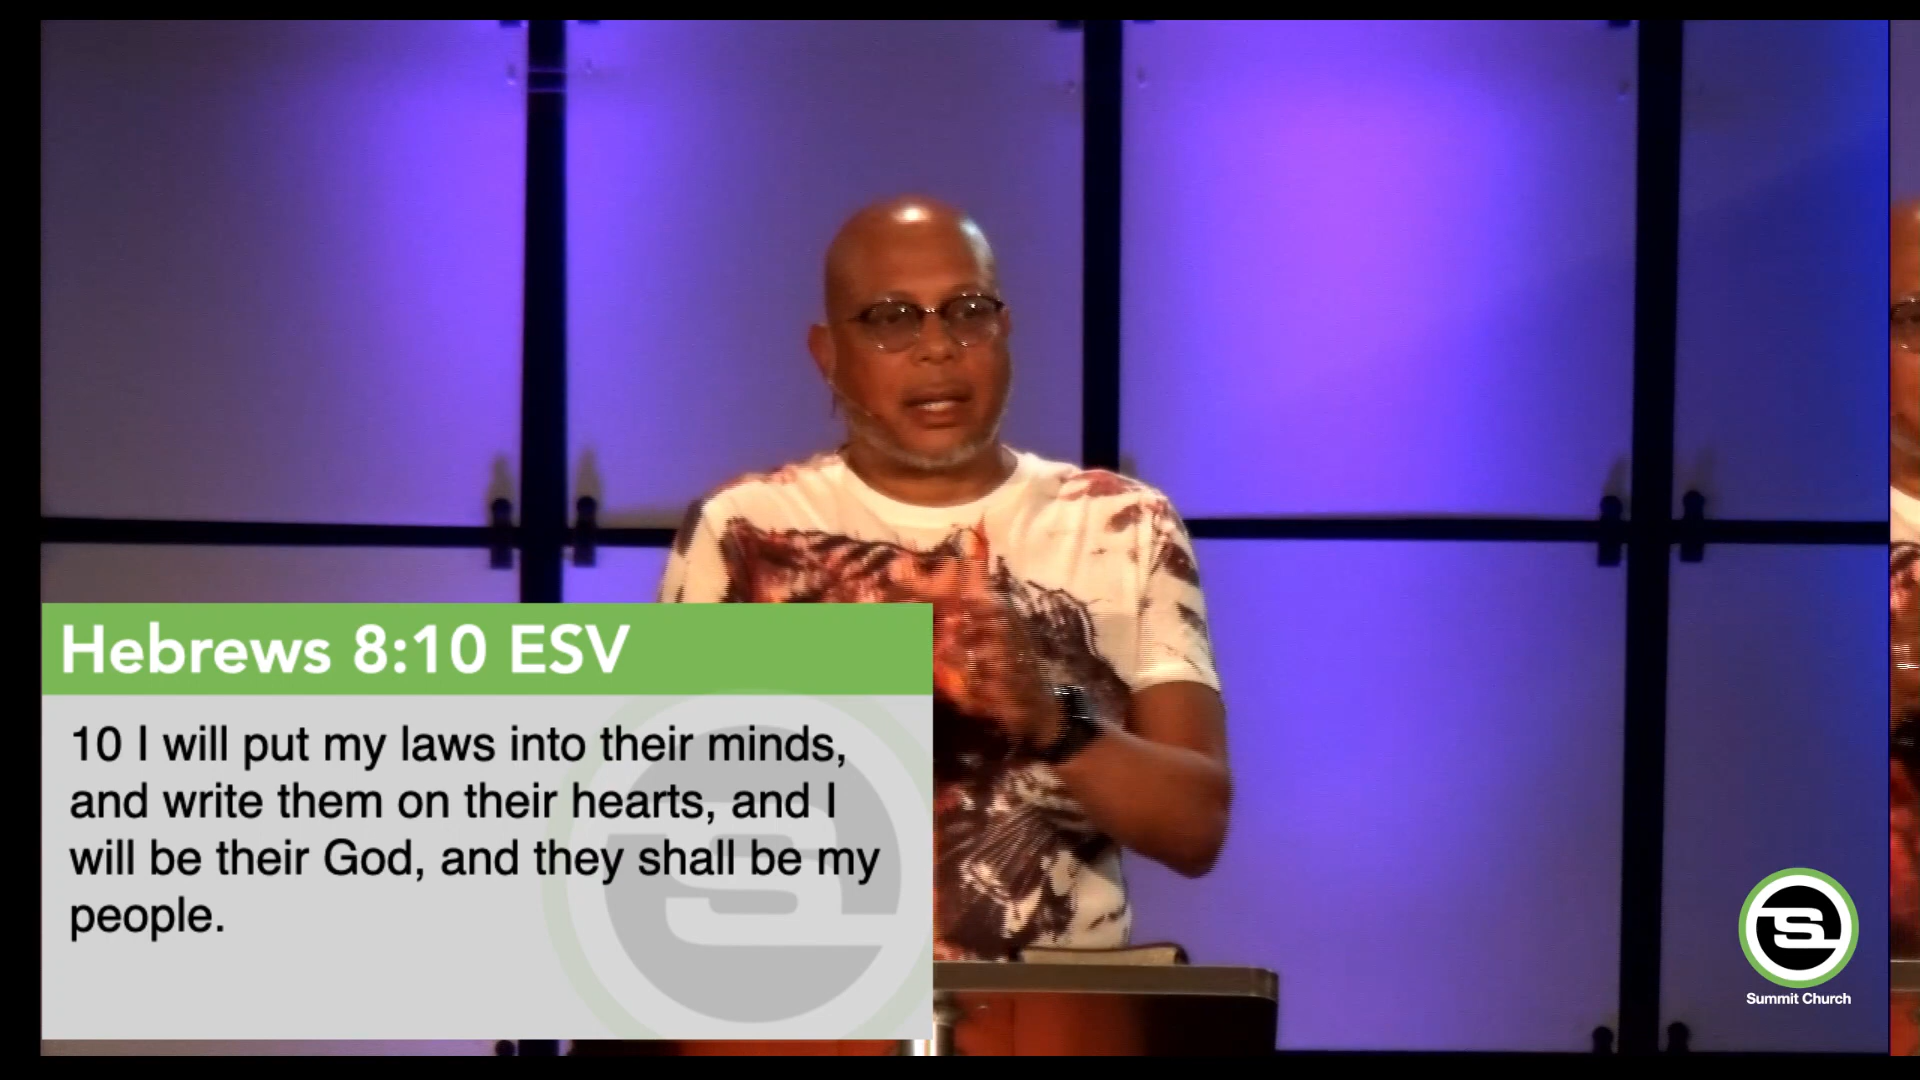 Hebrews 8:10 ESV
10 I will put my laws into their minds,
and write them on their hearts, and I
will be their God, and they shall be my
people.
S
Summit Church